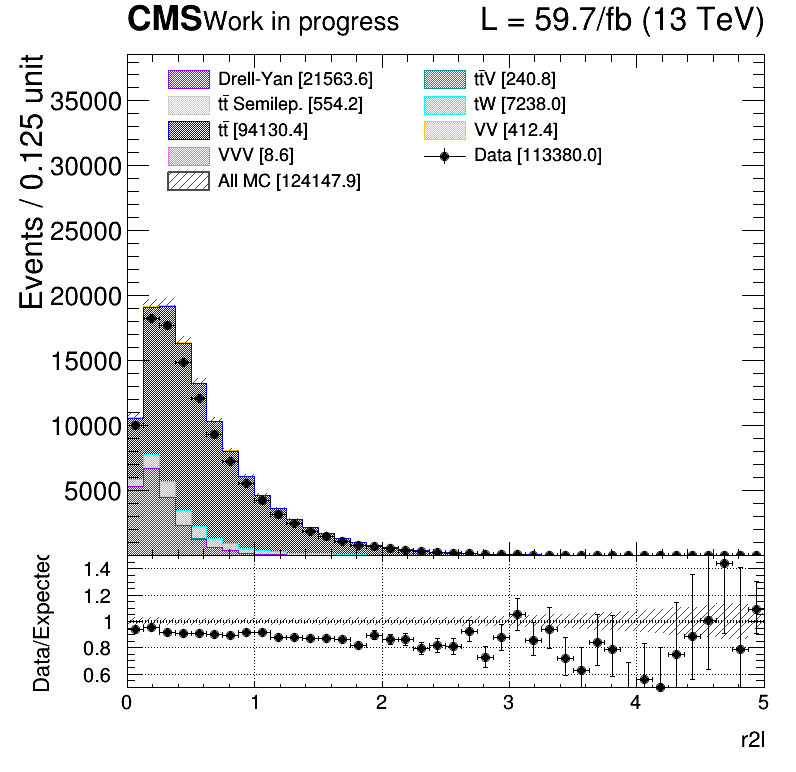 CMS Work in progress L = 59.7/fb (13 TeV)
Events / 0.125 unit
35000
30000
25000
20000
15000
10000
5000
Drell-Yan [21563.6]
tt̄ Semilep. [554.2]
tt̄ [94130.4]
VVV [8.6]
All MC [124147.9]
tt̄V [240.8]
tW [7238.0]
VV [412.4]
Data [113380.0]
Data/Expected
1.4
1.2
1
0.8
0.6
0 1 2 3 4 5
r2l